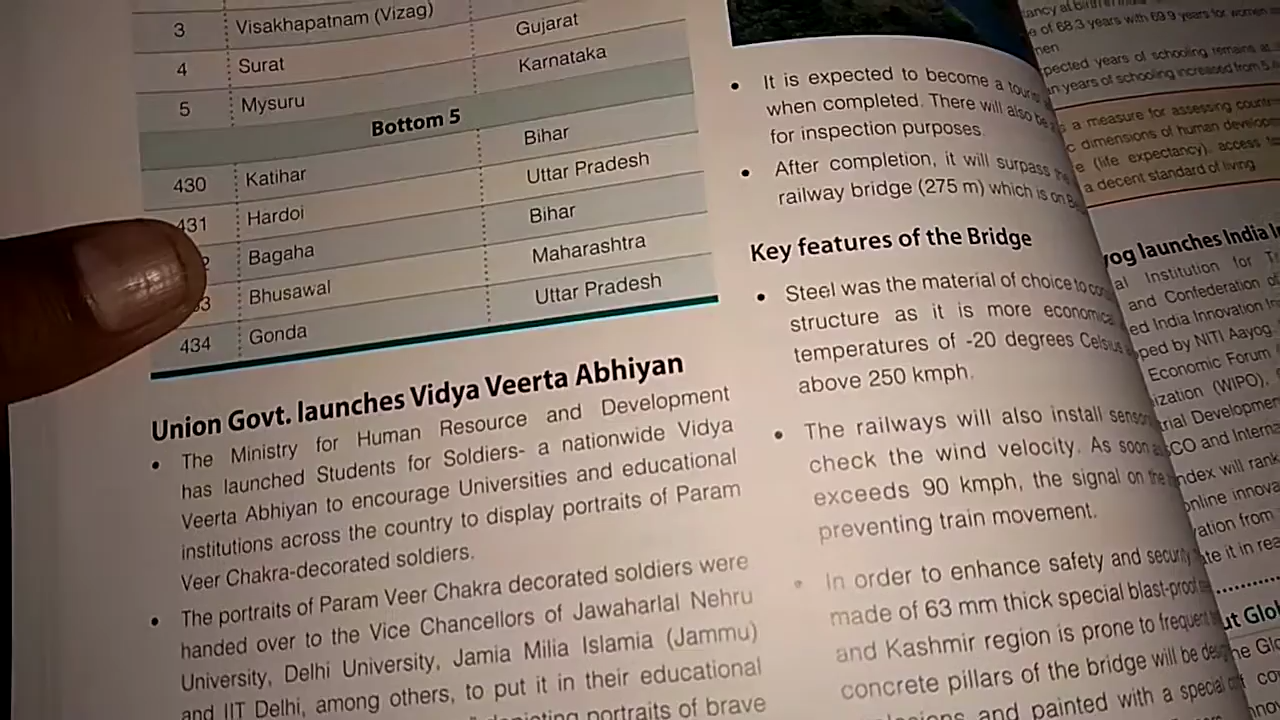 3 Visakhapatnam (Vizag) Gujarat
4 Surat Karnataka
5 Mysuru
Bottom 5
430 Katihar Bihar
431 Hardoi Uttar Pradesh
Bagaha Bihar
Bhusawal Maharashtra
434 Gonda Uttar Pradesh
Union Govt. launches Vidya Veerta Abhiyan
• The Ministry for Human Resource and Development
has launched Students for Soldiers- a nationwide Vidya
Veerta Abhiyan to encourage Universities and educational
institutions across the country to display portraits of Param
Veer Chakra-decorated soldiers.
• The portraits of Param Veer Chakra decorated soldiers were
handed over to the Vice Chancellors of Jawaharlal Nehru
University, Delhi University, Jamia Milia Islamia (Jammu)
and IIT Delhi, among others, to put it in their educational
portraits of brave
• It is expected to become a
when completed. There will also
for inspection purposes.
• After completion, it will surpass
railway bridge (275 m) which is on
Key features of the Bridge
• Steel was the material of choice to
structure as it is more
temperatures of -20 degrees
above 250 kmph.
• The railways will also install
check the wind velocity. As soon
exceeds 90 kmph, the signal on the
preventing train movement.
• In order to enhance safety and
made of 63 mm thick special
and Kashmir region is prone to frequent
concrete pillars of the bridge will be
and painted with a special
of 68.3 years with 69.9 years for women
years of schooling remains at
years of schooling increased from
a measure for assessing
dimensions of human
(life expectancy), access
a decent standard of living
launches India
Institution for
and Confederation
India Innovation
by NITI Aayog
Economic Forum
(WIPO),
Development
and
will rank
from
it in